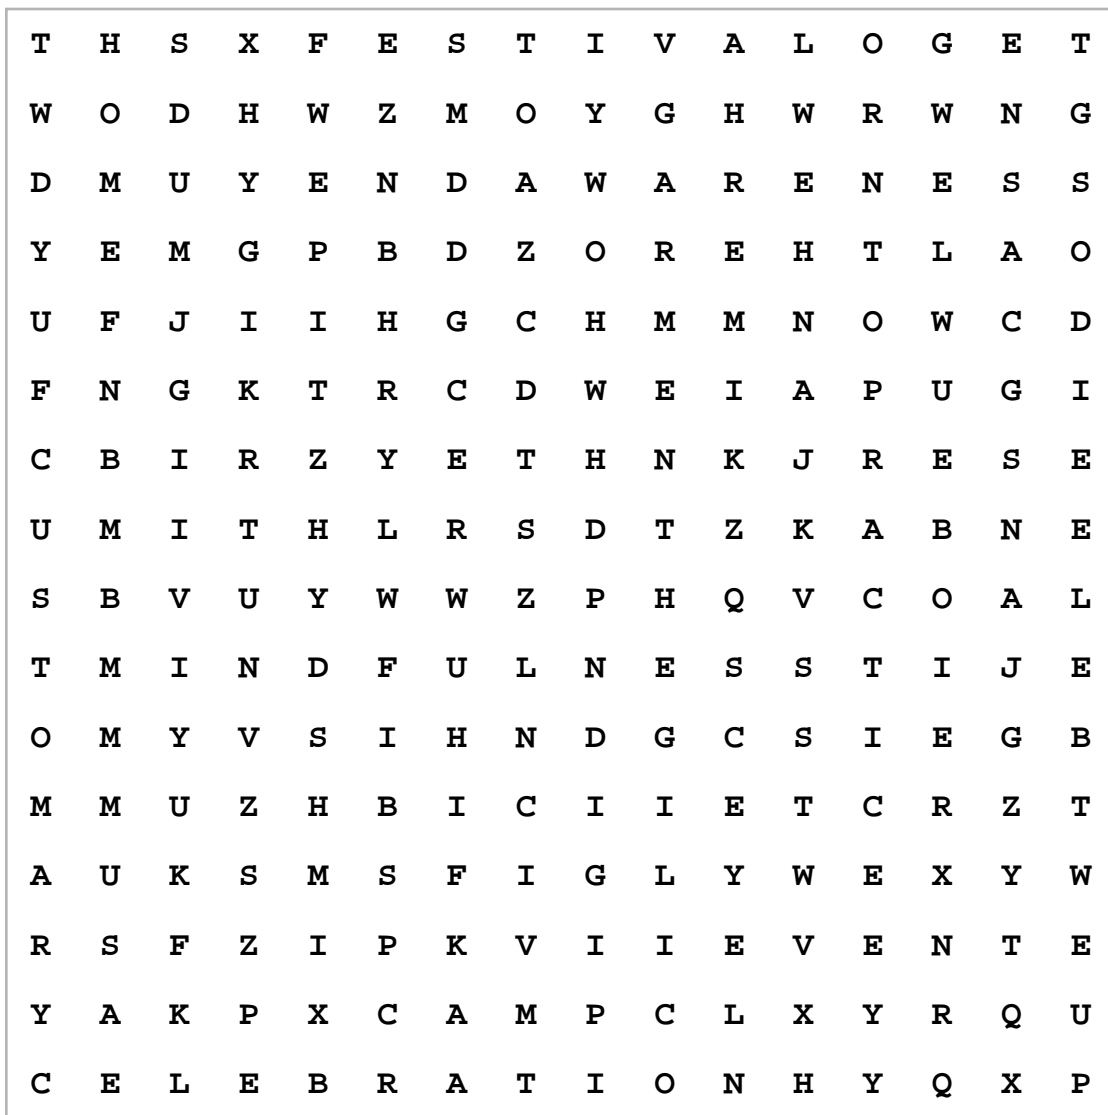 T H S X F E S T I V A L O G E T
W O D H W Z M O Y G H W R W N G
D M U Y E N D A W A R E N E S S
Y E M G P B D Z O R E H T L A O
U F J I I H G C H M M N O W C D
F N G K T R C D W E I A P U G I
C B I R Z Y E T H N K J R E S E
U M I T H L R S D T Z K A B N E
S B V U Y W W Z P H Q V C O A L
T M I N D F U L N E S S T I J E
O M Y V S I H N D G C S I E G B
M M U Z H B I C I I E T C R Z T
A U K S M S F I G L Y W E X Y W
R S F Z I P K V I I E V E N T E
Y A K P X C A M P C L X Y R Q U
C E L E B R A T I O N H Y Q X P